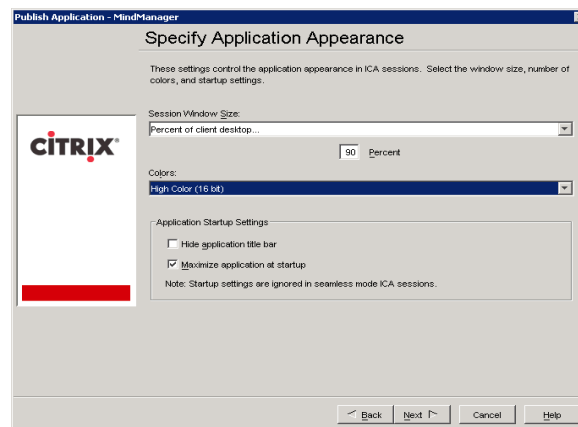 Publish Application - MindManager
Specify Application Appearance
These settings control the application appearance in ICA sessions. Select the window size, number of
colors, and startup settings.
Session Window Size:
Percent of client desktop...
90 Percent
CITRIX
Colors:
High Color (16 bit)
Application Startup Settings
Hide application title bar
Maximize application at startup
Note: Startup settings are ignored in seamless mode ICA sessions.
Back Next Cancel Help